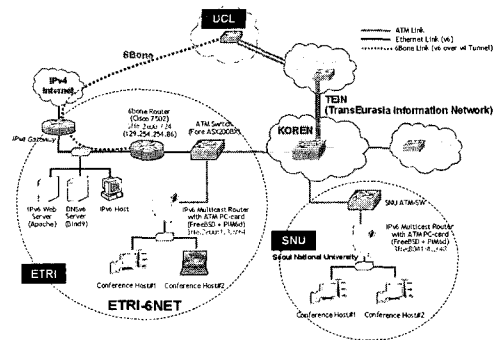 UCL
ATM Link
Ethernet Link (v6)
6Bone Link (v6 over v4 Tunnel)
6Bone
IPv4
Internet
6bone Router
(Cisco 7502)
(129.254.254.86)
ATM Switch
TEIN
(TransEurasia Information Network)
KOREN
IPv4 Gateway
IPv6 Web
Server
(Apache)
DNSv6
Server
(Bind9)
IPv6 Host
IPv6 Multicast Router
with ATM PC-card
(FreeBSD + PIM6d)
SNU ATM-SW
IPv6 Multicast Router
with ATM PC-card
(FreeBSD + PIM6d)
SNU
Seoul National University
ETRI
Conference Host#1
Conference Host#2
ETRI-6NET
Conference Host#1
Conference Host#2